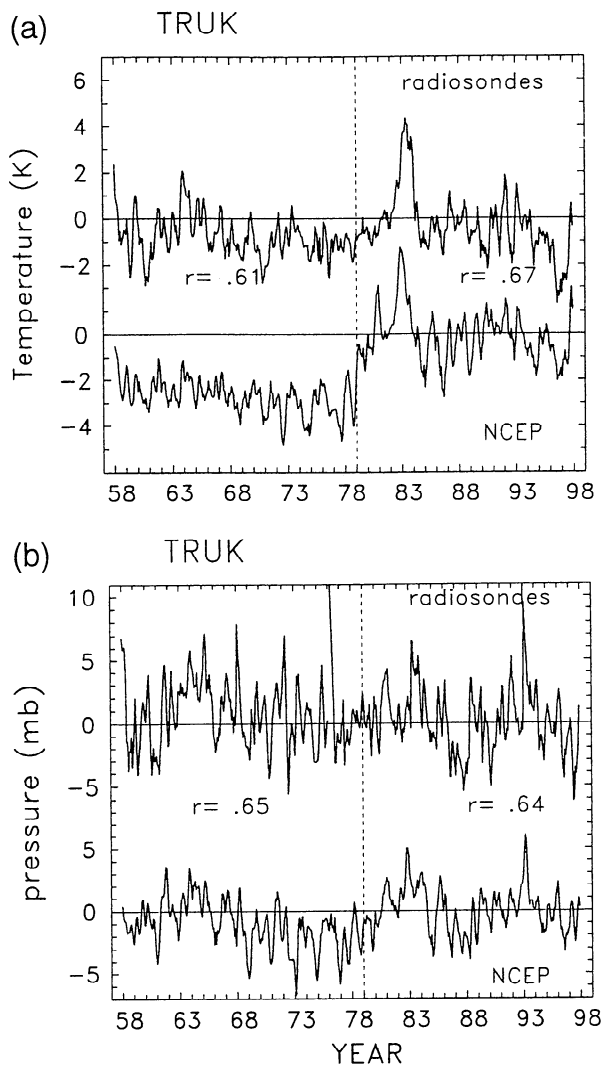 (a) TRUK
radiosondes
6
4
2
0
-2
r= .61 r= .67
0
-2
-4
NCEP
Temperature (K)
58 63 68 73 78 83 88 93 98
(b) TRUK
radiosondes
10
5
0
-5
r= .65 r= .64
5
0
-5
NCEP
pressure (mb)
58 63 68 73 78 83 88 93 98
YEAR